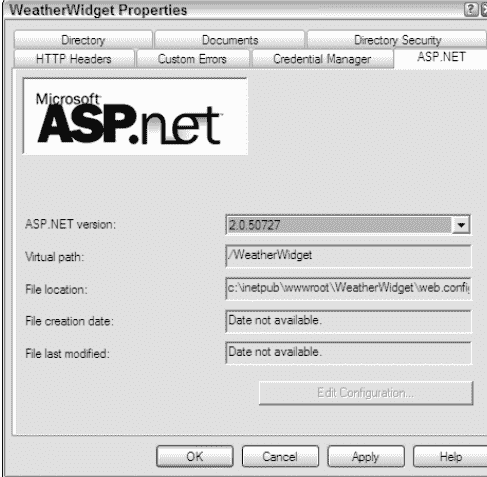 WeatherWidget Properties
Directory Documents Directory Security
HTTP Headers Custom Errors Credential Manager ASP.NET
Microsoft
ASP.net
ASP.NET version: 2.0.50727
Virtual path: /WeatherWidget
File location: c:\inetpub\wwwroot\WeatherWidget\web.config
File creation date: Date not available.
File last modified: Date not available.
Edit Configuration...
OK Cancel Apply Help